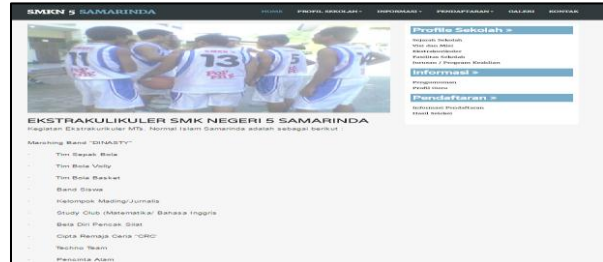 SMKN 5 SAMARINDA
HOME PROFIL SEKOLAH INFORMASI PENDAFTARAN GALERI KONTAK
11 13 5
Profile Sekolah »
Sejarah Sekolah
Visi dan Misi
Ekstrakurikuler
Fasilitas Sekolah
Jurusan / Program Keahlian
Informasi »
Pengumuman
Profil Guru
Pendaftaran »
Informasi Pendaftaran
Hasil Seleksi
EKSTRAKULIKULER SMK NEGERI 5 SAMARINDA
Kegiatan Ekstrakurikuler MTs. Normal Islam Samarinda adalah sebagai berikut :
Marching Band "DINASTY"
· Tim Sepak Bola
· Tim Bola Volly
· Tim Bola Basket
· Band Siswa
· Kelompok Mading/Jurnalis
· Study Club (Matematika/ Bahasa Inggris
· Bela Diri Pencak Silat
· Cipta Remaja Ceria "CRC'
· Techno Team
· Pencinta Alam